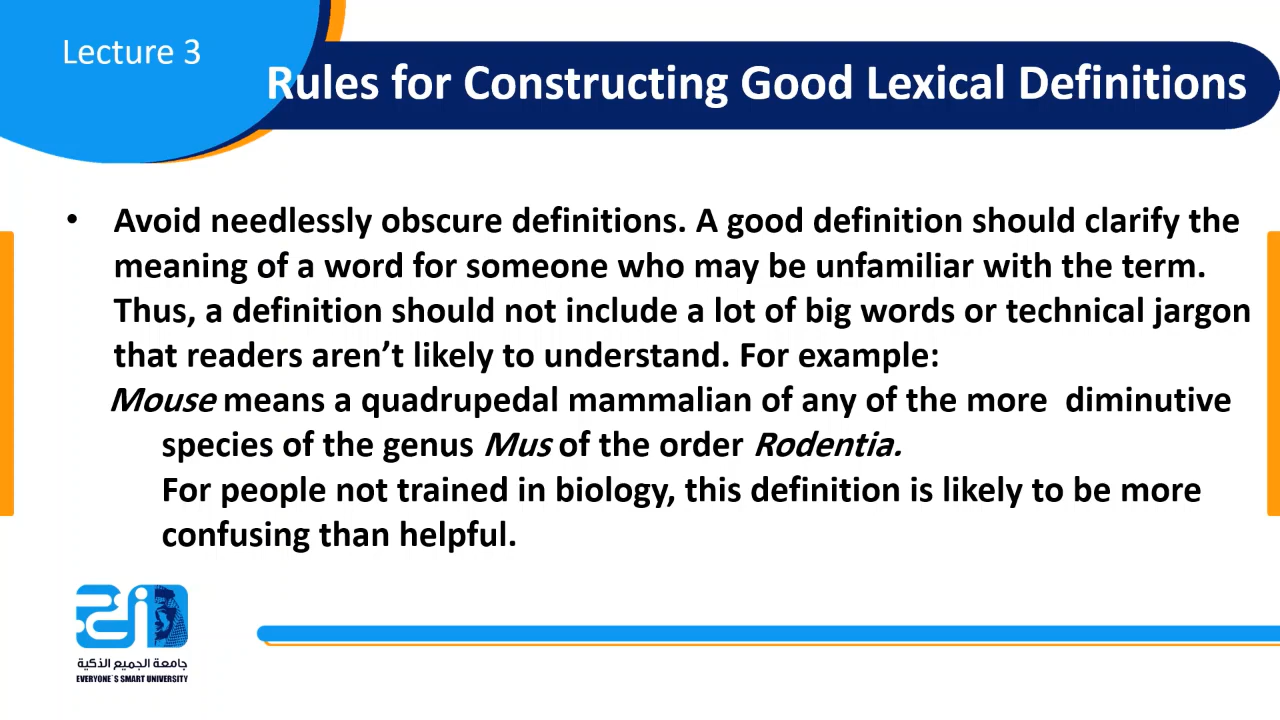 Lecture 3
Rules for Constructing Good Lexical Definitions
• Avoid needlessly obscure definitions. A good definition should clarify the
meaning of a word for someone who may be unfamiliar with the term.
Thus, a definition should not include a lot of big words or technical jargon
that readers aren’t likely to understand. For example:
Mouse means a quadrupedal mammalian of any of the more diminutive
species of the genus Mus of the order Rodentia.
For people not trained in biology, this definition is likely to be more
confusing than helpful.
جامعة الجميع الذكية
EVERYONE`S SMART UNIVERSITY